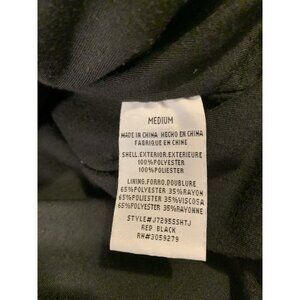 MEDIUM
MADE IN CHINA HECHO EN CHINA
FABRIQUE EN CHINE
SHELL.EXTERIOR.EXTERIEURE
100%POLYESTER
100%POLIESTER
LINING.FORRO.DOUBLURE
65%POLYESTER 35%RAYON
65%POLIESTER 35%VISCOSA
65%POLYESTER 35%RAYONNE
STYLE#J72955SHTJ
RED BLACK
RN#3059279